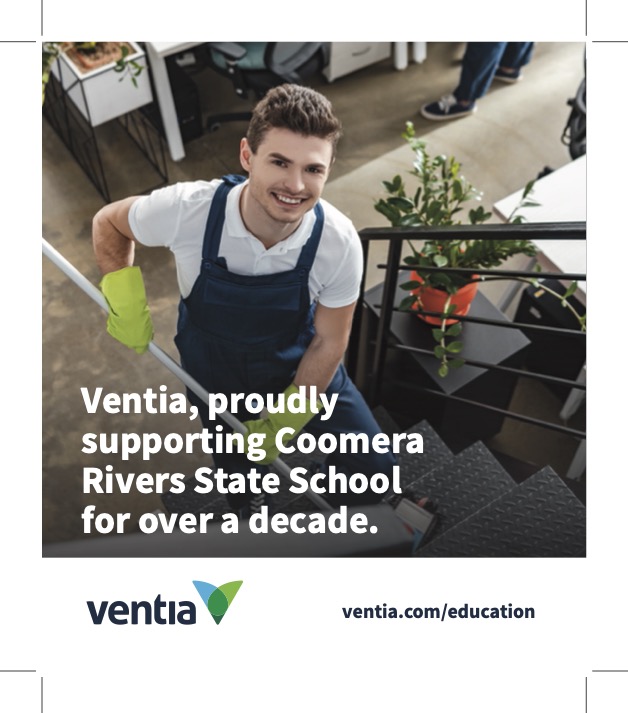 Ventia, proudly
supporting Coomera
Rivers State School
for over a decade.
ventia
ventia.com/education